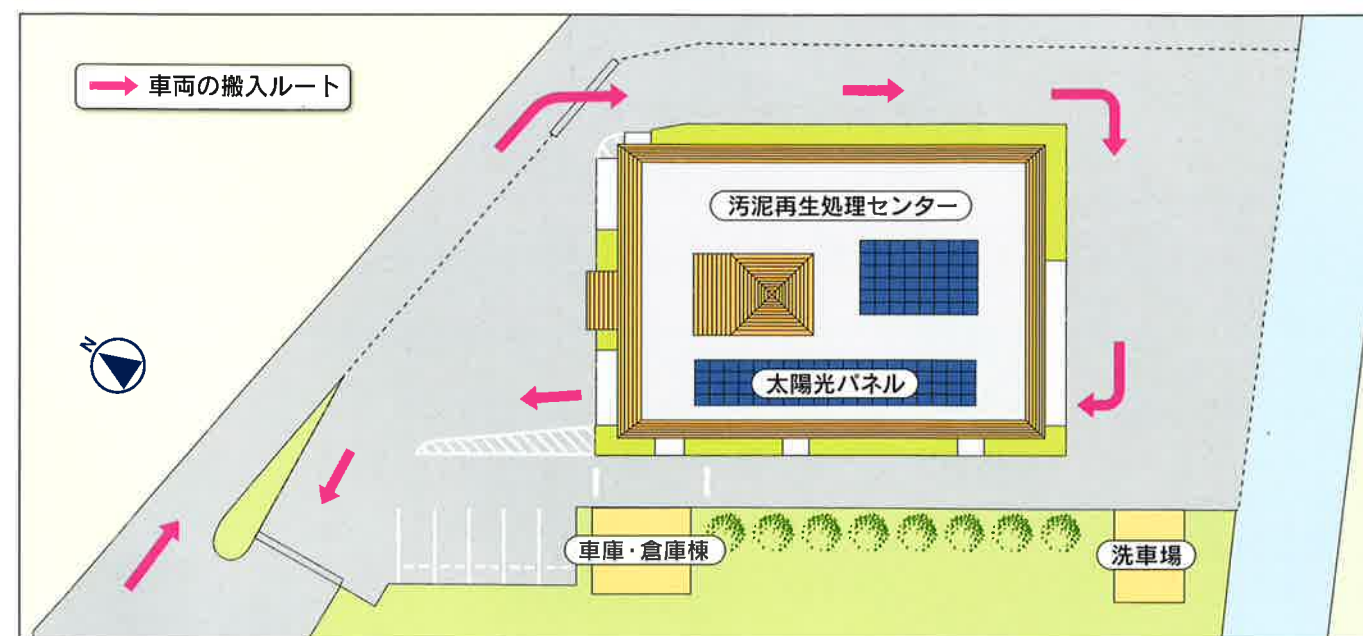 車両の搬入ルート
汚泥再生処理センター
N
太陽光パネル
車庫・倉庫棟
洗車場